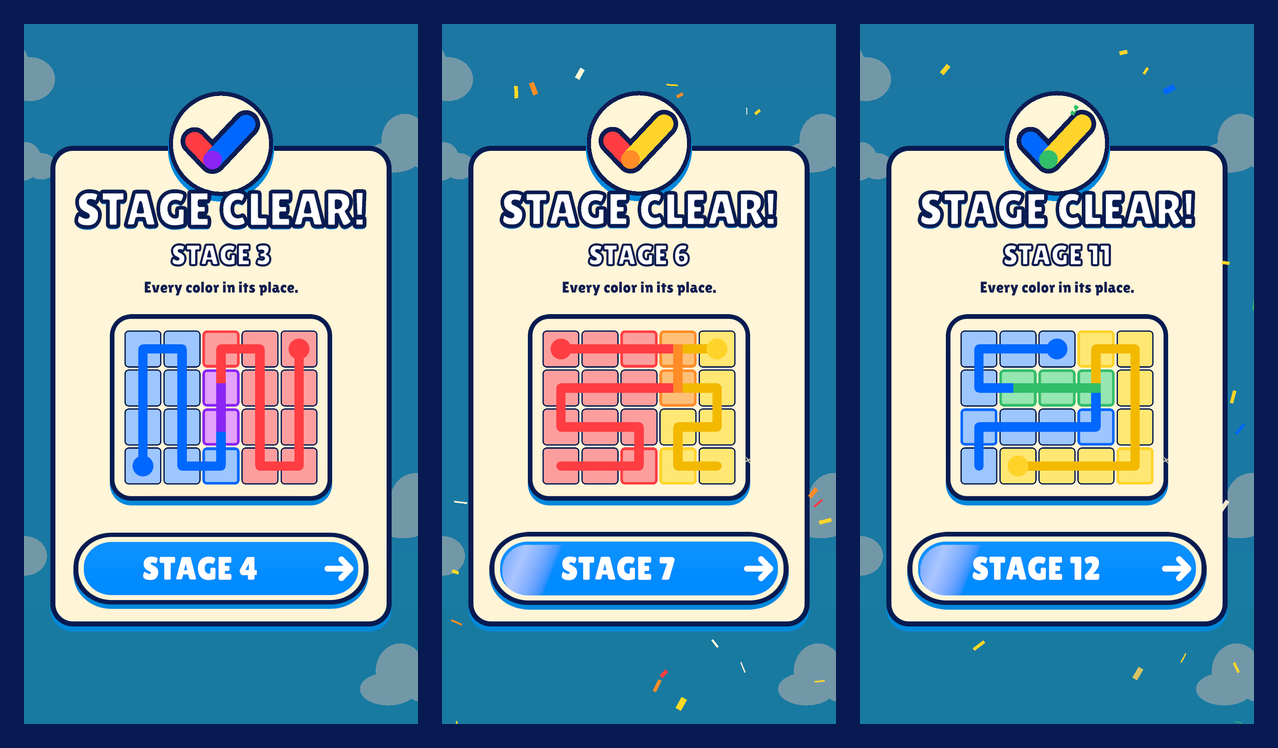 STAGE CLEAR!
STAGE 3
Every color in its place.
STAGE 4
STAGE CLEAR!
STAGE 6
Every color in its place.
STAGE 7
STAGE CLEAR!
STAGE 11
Every color in its place.
STAGE 12